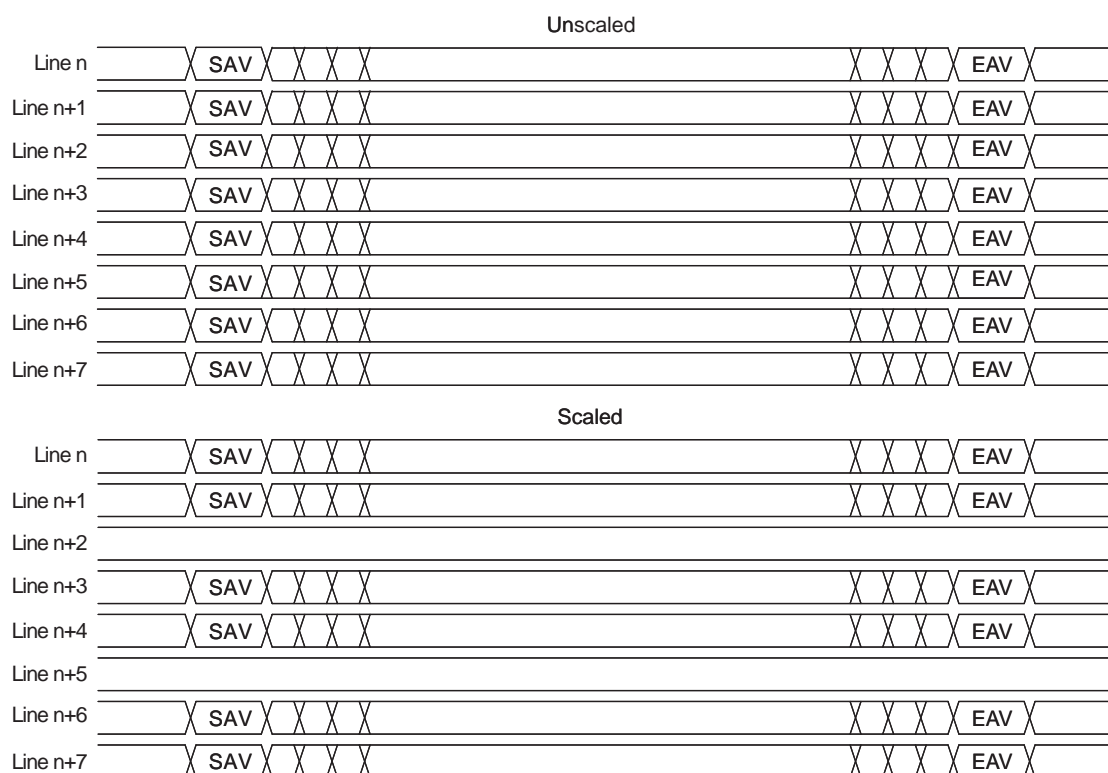 Unscaled
Line n SAV EAV
Line n+1 SAV EAV
Line n+2 SAV EAV
Line n+3 SAV EAV
Line n+4 SAV EAV
Line n+5 SAV EAV
Line n+6 SAV EAV
Line n+7 SAV EAV
Scaled
Line n SAV EAV
Line n+1 SAV EAV
Line n+2
Line n+3 SAV EAV
Line n+4 SAV EAV
Line n+5
Line n+6 SAV EAV
Line n+7 SAV EAV